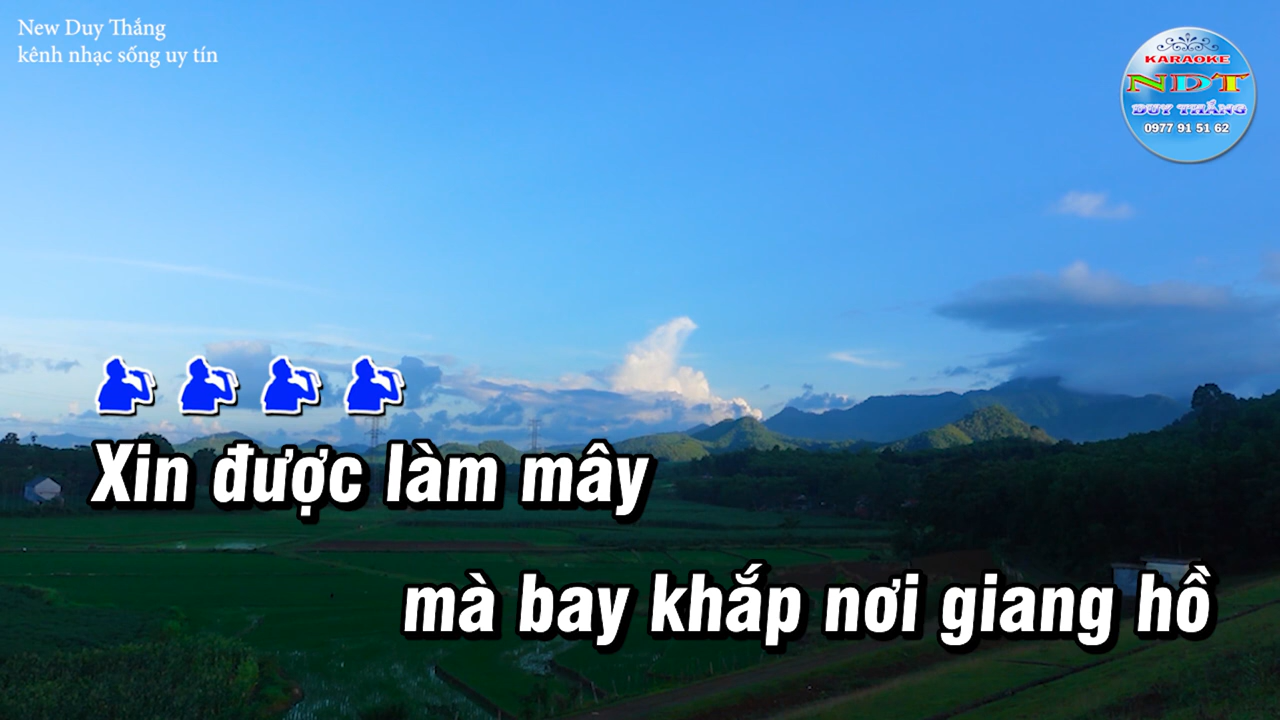 New Duy Thắng
kênh nhạc sống uy tín
KARAOKE
NDT
DUY THẮNG
0977 91 51 62
Xin được làm mây
mà bay khắp nơi giang hồ